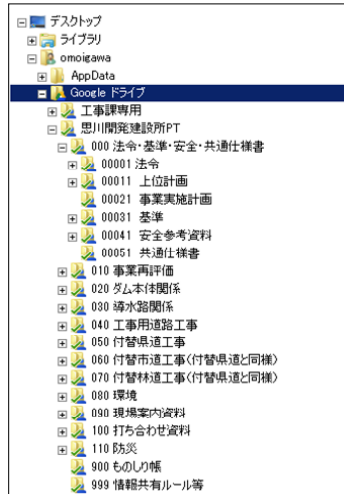 デスクトップ
ライブラリ
omoigawa
AppData
Google ドライブ
工事課専用
思川開発建設所PT
000 法令・基準・安全・共通仕様書
00001 法令
00011 上位計画
00021 事業実施計画
00031 基準
00041 安全参考資料
00051 共通仕様書
010 事業再評価
020 ダム本体関係
030 導水路関係
040 工事用道路工事
050 付替県道工事
060 付替市道工事(付替県道と同様)
070 付替林道工事(付替県道と同様)
080 環境
090 現場案内資料
100 打ち合わせ資料
110 防災
900 ものしり帳
999 情報共有ルール等